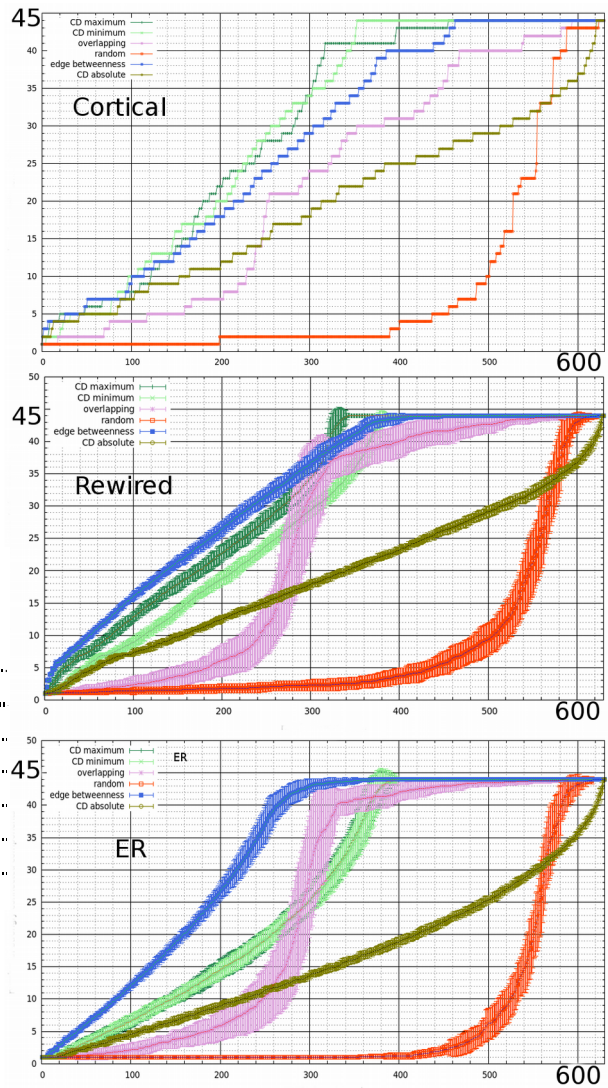 45
CD maximum
CD minimum
overlapping
random
edge betweenness
CD absolute
Cortical
40
35
30
25
20
15
10
5
0
0 100 200 300 400 500 600
50
45
CD maximum
CD minimum
overlapping
random
edge betweenness
CD absolute
Rewired
40
35
30
25
20
15
10
5
0
0 100 200 300 400 500 600
50
45
CD maximum
CD minimum
overlapping
random
edge betweenness
CD absolute
ER
ER
40
35
30
25
20
15
10
5
0
0 100 200 300 400 500 600